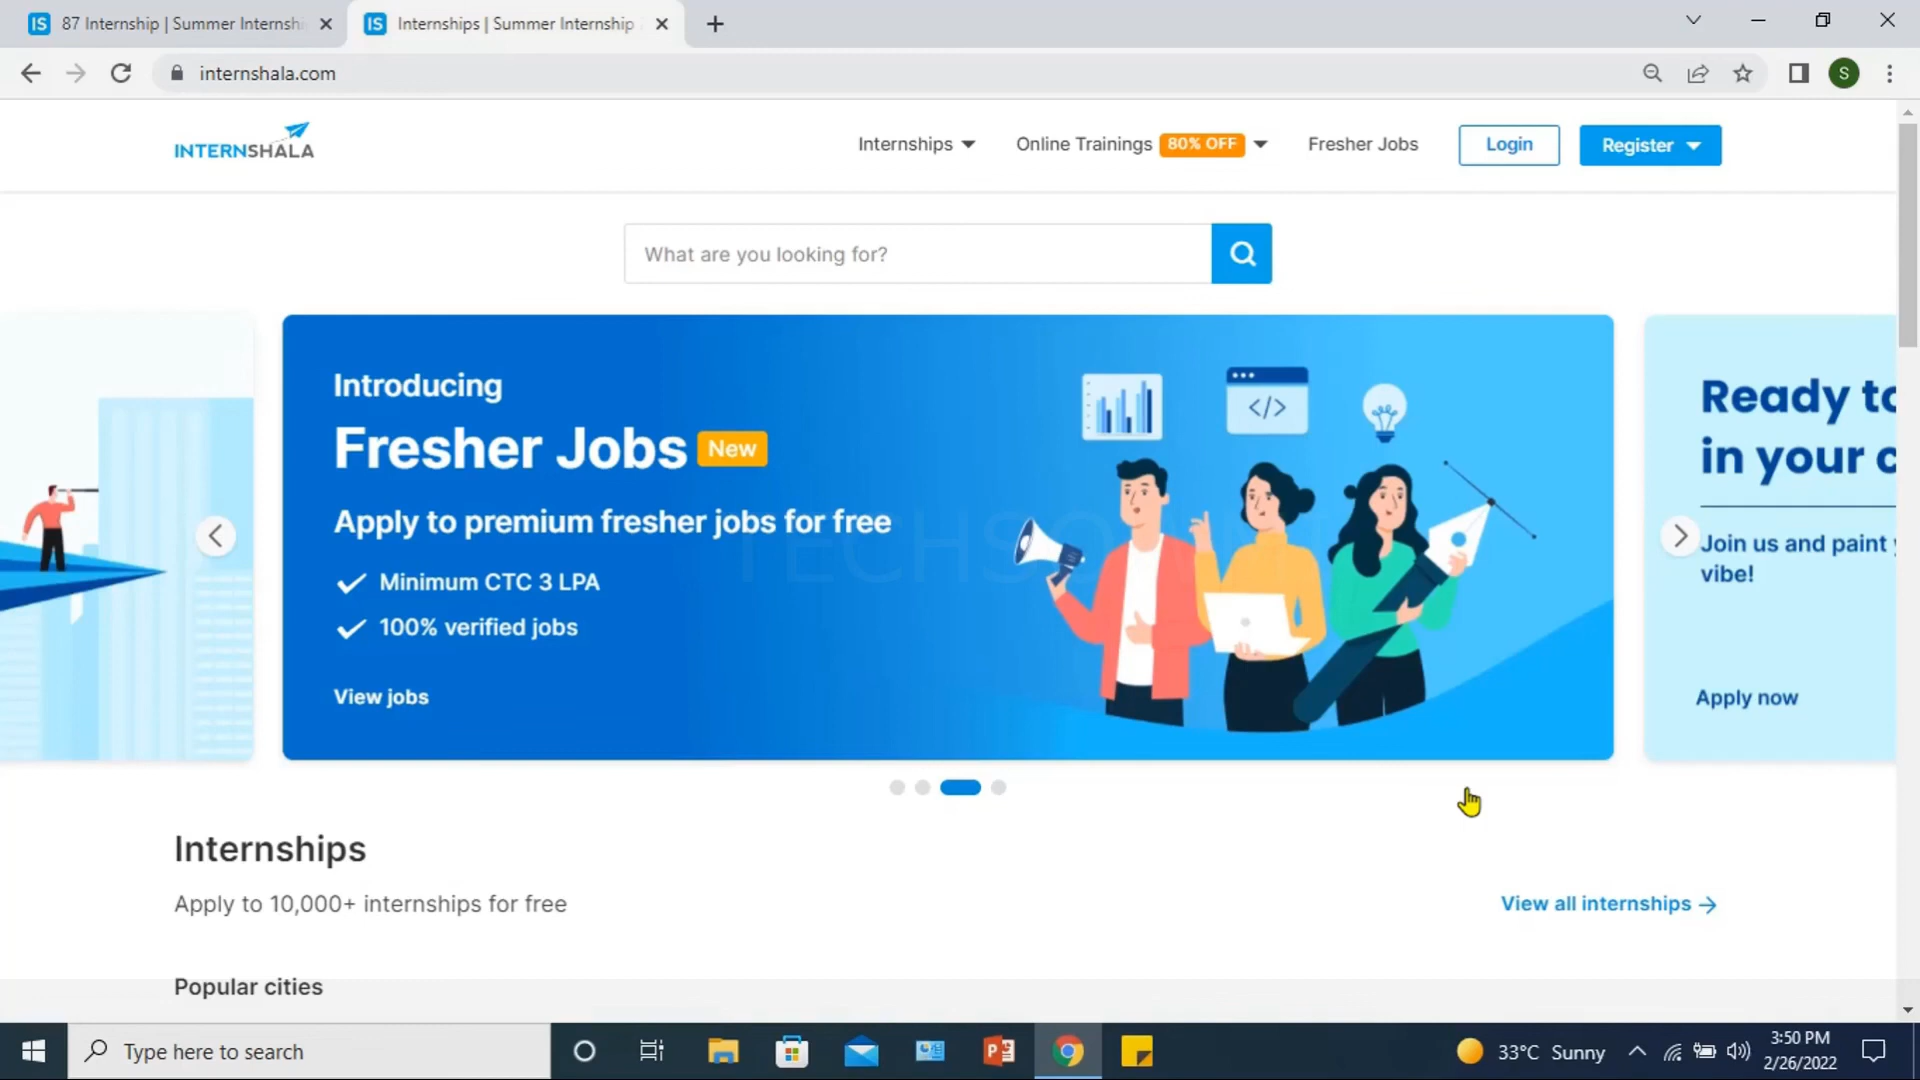 87 Internship | Summer Internsh
Internships | Summer Internship
internshala.com
INTERNSHALA
Internships
Online Trainings 80% OFF
Fresher Jobs
Login
Register
What are you looking for?
Introducing
Fresher Jobs New
Apply to premium fresher jobs for free
Minimum CTC 3 LPA
100% verified jobs
View jobs
Ready to
in your c
Join us and paint
vibe!
Apply now
Internships
Apply to 10,000+ internships for free
View all internships →
Popular cities
Type here to search
33°C Sunny
3:50 PM
2/26/2022